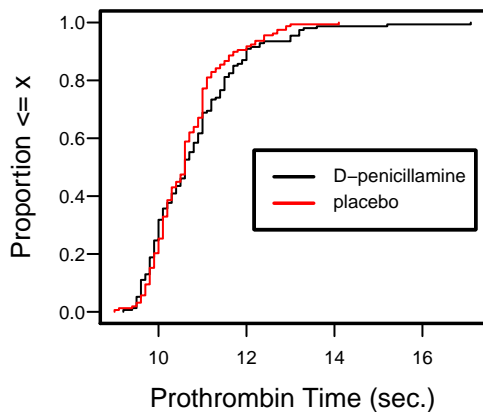 1.0
0.8
0.6
0.4
0.2
0.0
Proportion <= x
D−penicillamine
placebo
10 12 14 16
Prothrombin Time (sec.)